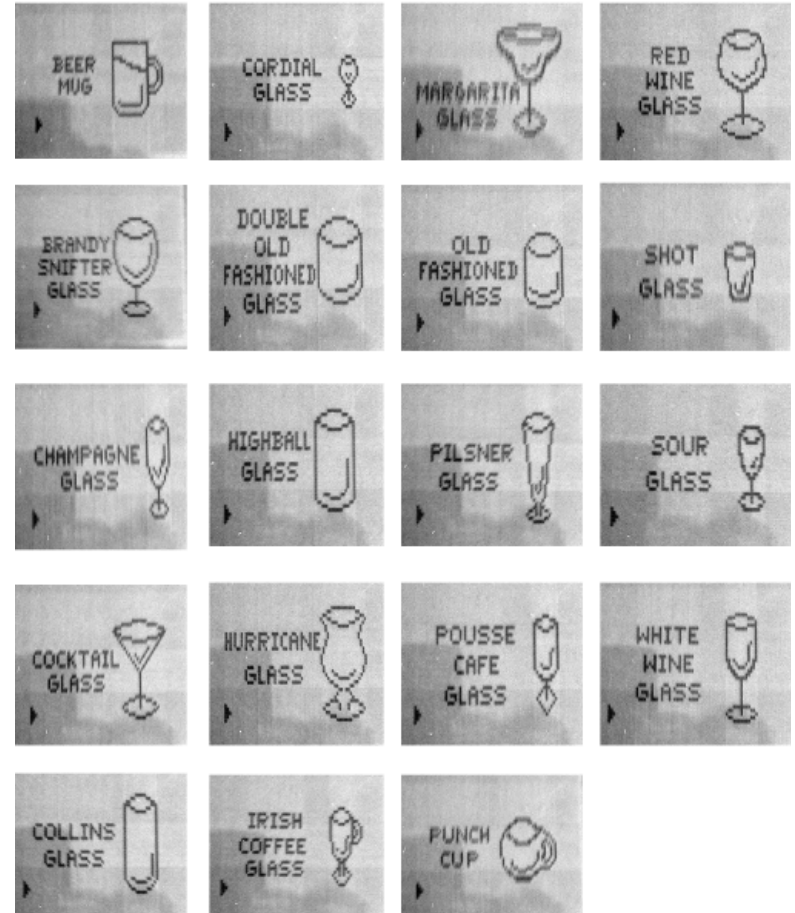 BEER
MUG
CORDIAL
GLASS
MARGARITA
GLASS
RED
WINE
GLASS
BRANDY
SNIFTER
GLASS
DOUBLE
OLD
FASHIONED
GLASS
OLD
FASHIONED
GLASS
SHOT
GLASS
CHAMPAGNE
GLASS
HIGHBALL
GLASS
PILSNER
GLASS
SOUR
GLASS
COCKTAIL
GLASS
HURRICANE
GLASS
POUSSE
CAFE
GLASS
WHITE
WINE
GLASS
COLLINS
GLASS
IRISH
COFFEE
GLASS
PUNCH
CUP